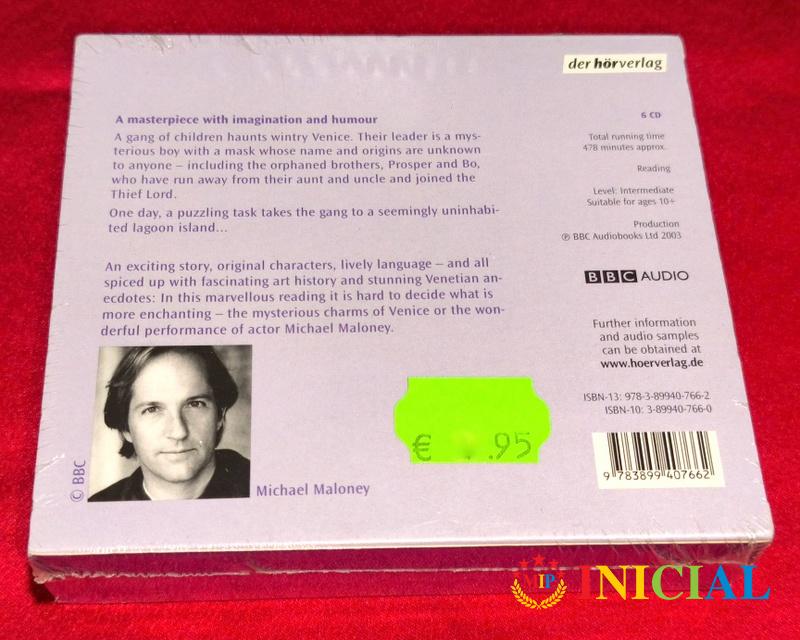 der hörverlag
A masterpiece with imagination and humour
A gang of children haunts wintry Venice. Their leader is a mys-
terious boy with a mask whose name and origins are unknown
to anyone – including the orphaned brothers, Prosper and Bo,
who have run away from their aunt and uncle and joined the
Thief Lord.
One day, a puzzling task takes the gang to a seemingly uninhabi-
ted lagoon island...
An exciting story, original characters, lively language – and all
spiced up with fascinating art history and stunning Venetian an-
ecdotes: In this marvellous reading it is hard to decide what is
more enchanting – the mysterious charms of Venice or the won-
derful performance of actor Michael Maloney.
© BBC
Michael Maloney
6 CD
Total running time
478 minutes approx.
Reading
Level: Intermediate
Suitable for ages 10+
Production
℗ BBC Audiobooks Ltd 2003
BBC AUDIO
Further information
and audio samples
can be obtained at
www.hoerverlag.de
ISBN-13: 978-3-89940-766-2
ISBN-10: 3-89940-766-0
9 783899 407662
€ .95
VIP INICIAL